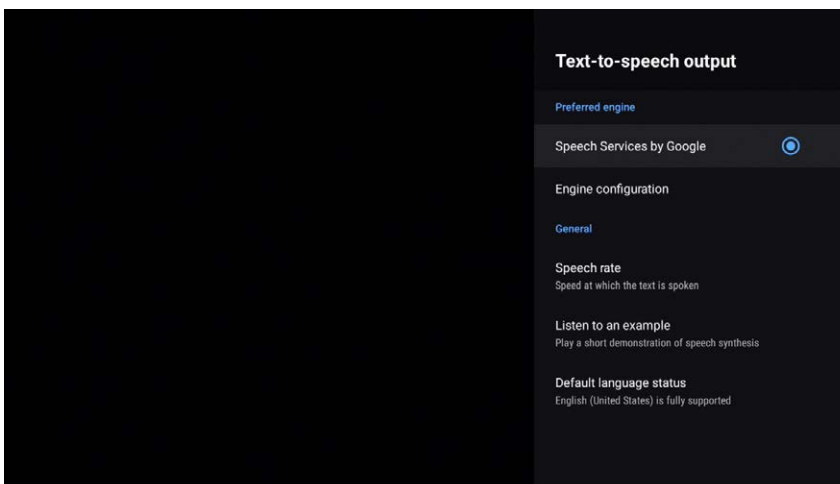 Text-to-speech output
Preferred engine
Speech Services by Google
Engine configuration
General
Speech rate
Speed at which the text is spoken
Listen to an example
Play a short demonstration of speech synthesis
Default language status
English (United States) is fully supported